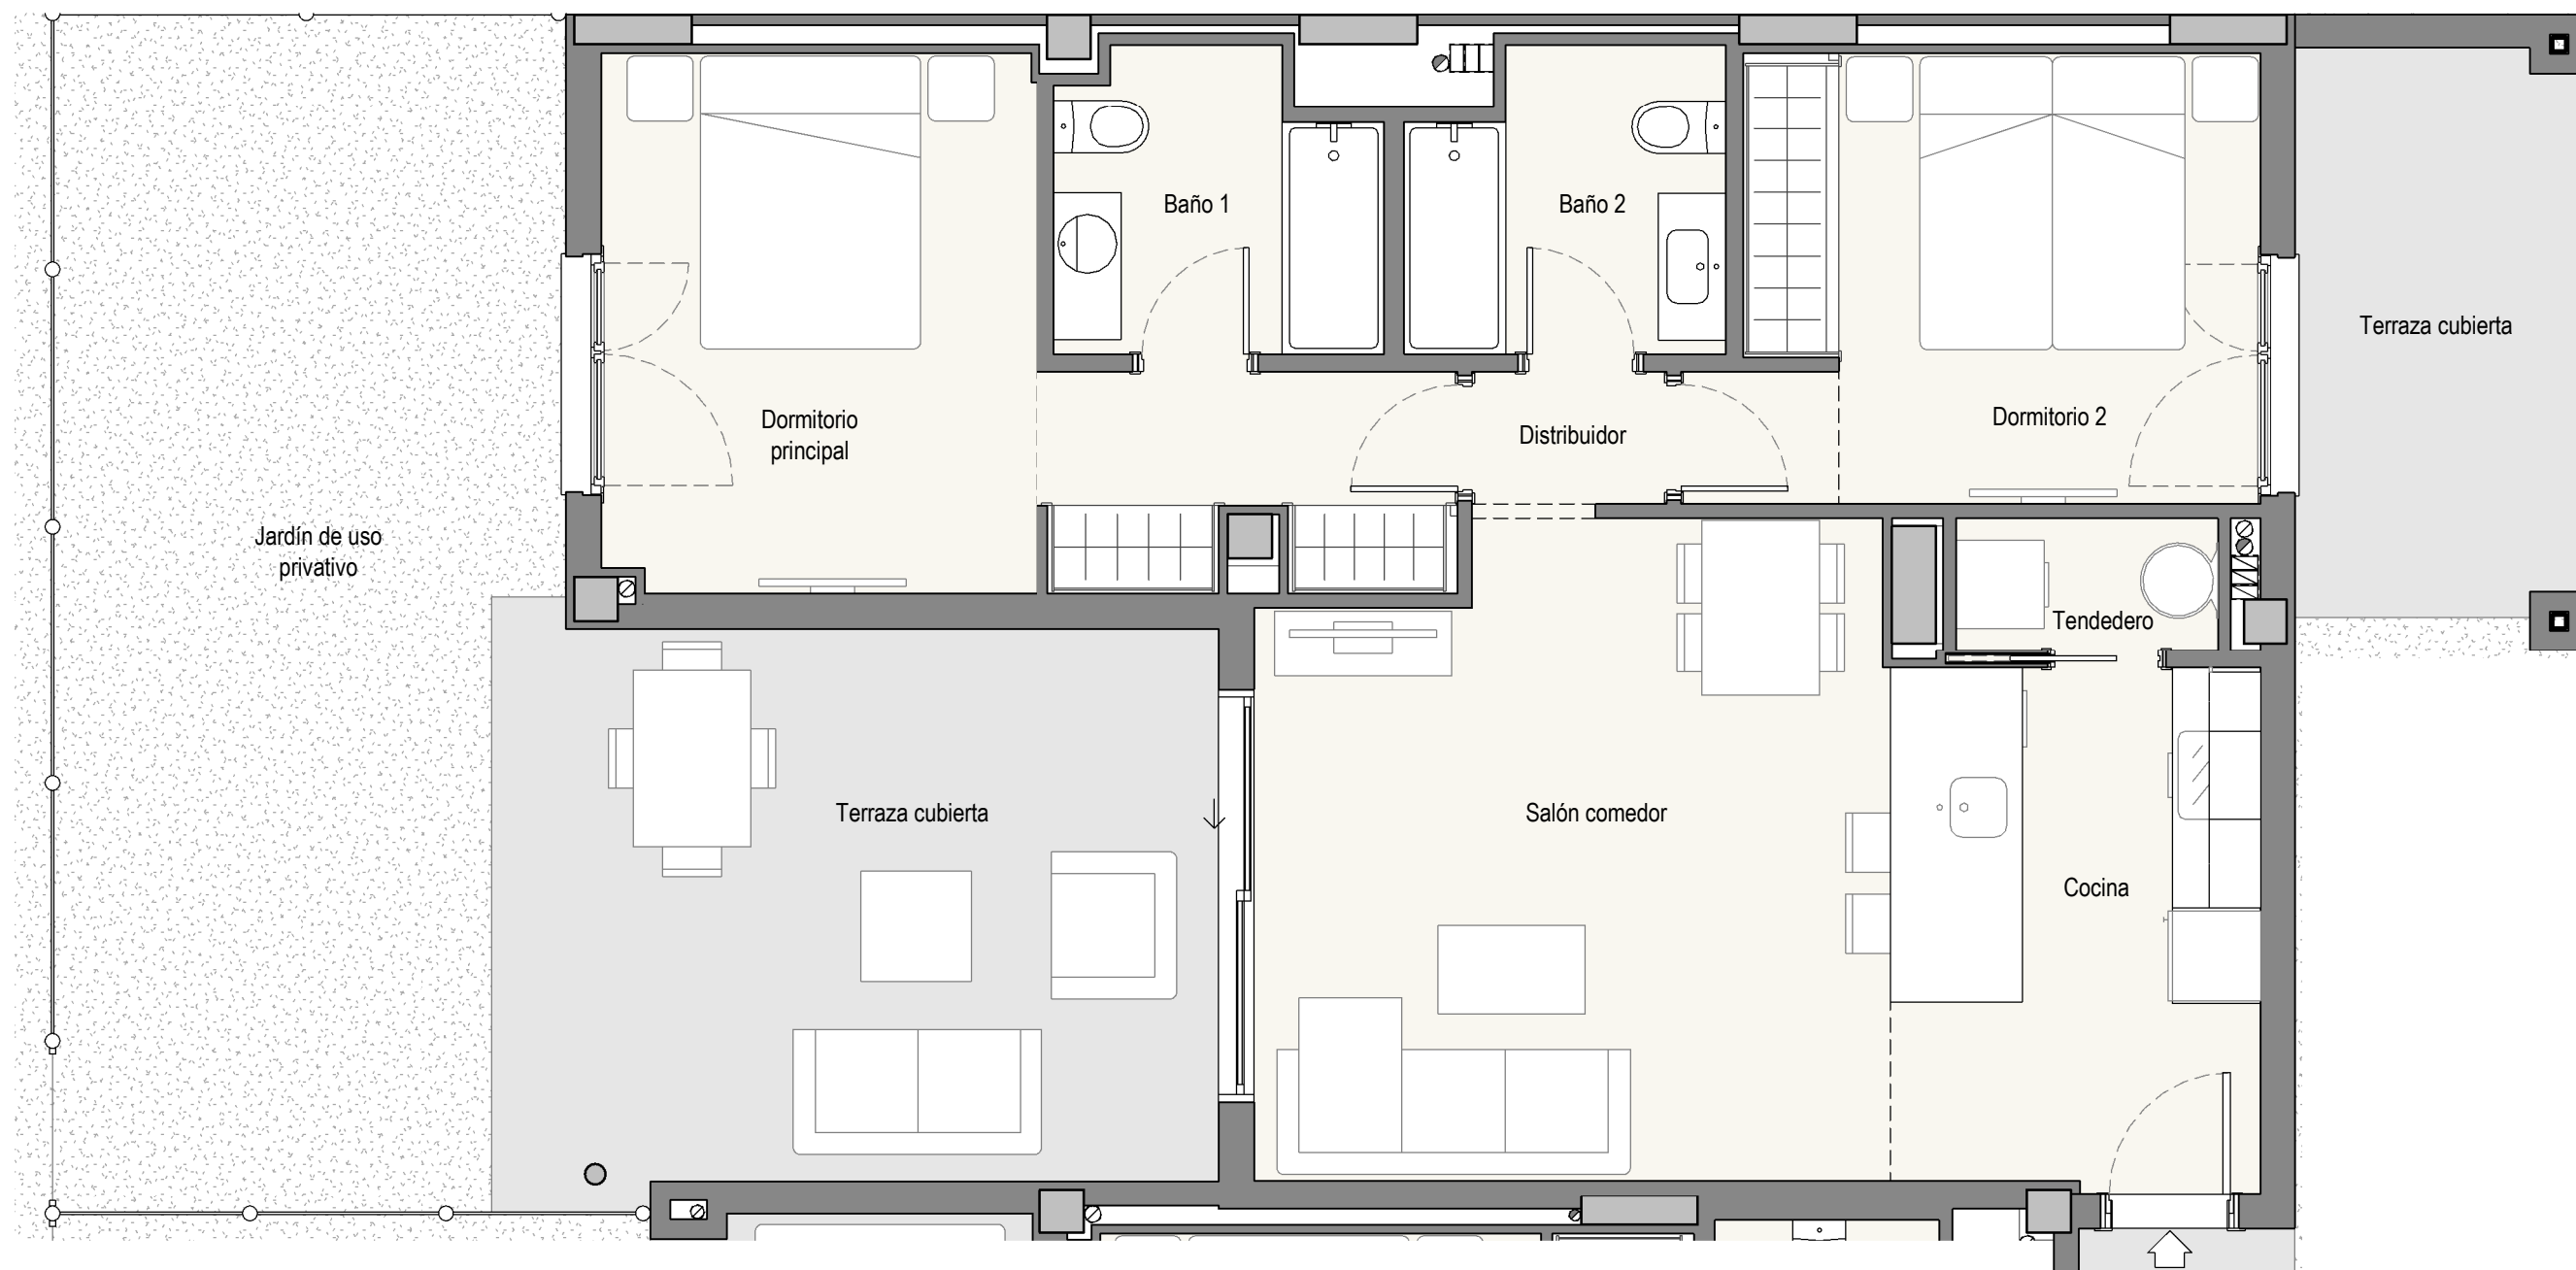 Baño 1
Baño 2
Terraza cubierta
Dormitorio
principal
Distribuidor
Dormitorio 2
Jardín de uso
privativo
Tendedero
Terraza cubierta
Salón comedor
Cocina